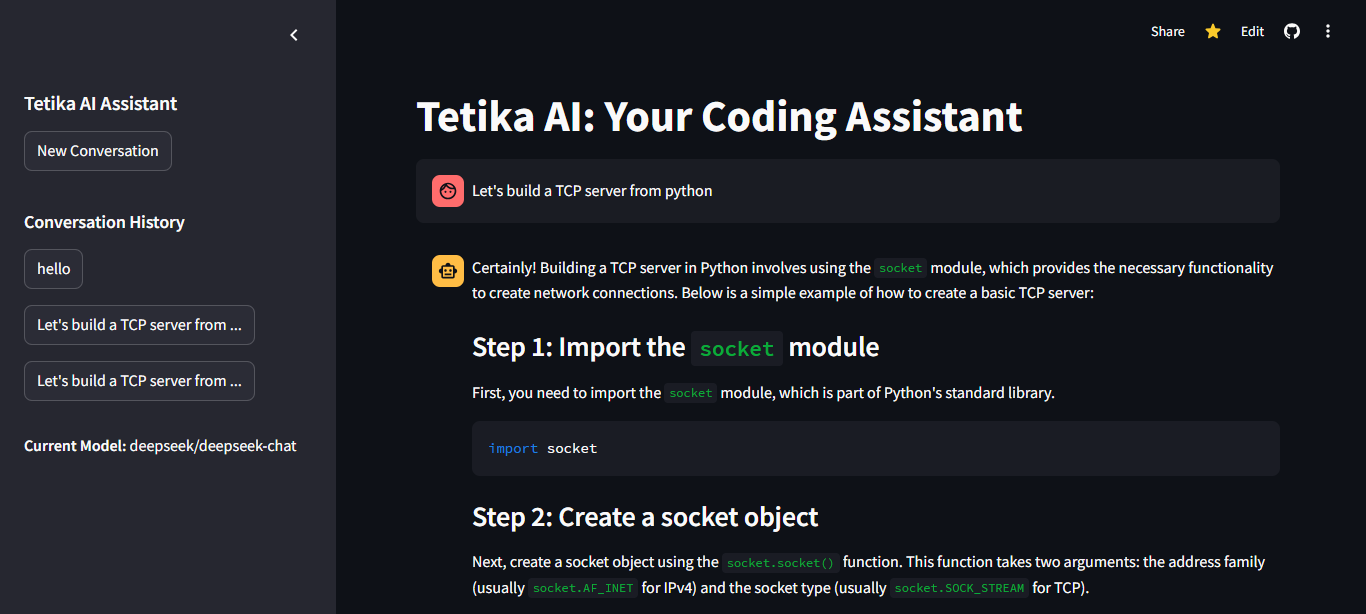 Share
Edit
Tetika AI Assistant
New Conversation
Conversation History
hello
Let's build a TCP server from ...
Let's build a TCP server from ...
Current Model: deepseek/deepseek-chat
Tetika AI: Your Coding Assistant
Let's build a TCP server from python
Certainly! Building a TCP server in Python involves using the socket module, which provides the necessary functionality
to create network connections. Below is a simple example of how to create a basic TCP server:
Step 1: Import the socket module
First, you need to import the socket module, which is part of Python's standard library.
import socket
Step 2: Create a socket object
Next, create a socket object using the socket.socket() function. This function takes two arguments: the address family
(usually socket.AF_INET for IPv4) and the socket type (usually socket.SOCK_STREAM for TCP).